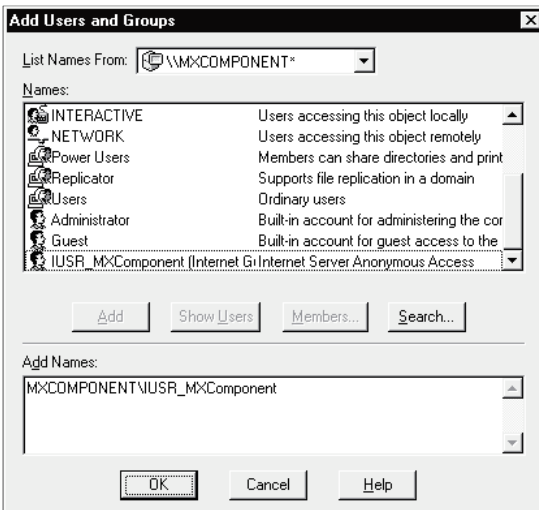 Add Users and Groups
List Names From: \\MXCOMPONENT*
Names:
INTERACTIVE Users accessing this object locally
NETWORK Users accessing this object remotely
Power Users Members can share directories and print
Replicator Supports file replication in a domain
Users Ordinary users
Administrator Built-in account for administering the cor
Guest Built-in account for guest access to the
IUSR_MXComponent (Internet Gu Internet Server Anonymous Access
Add Show Users Members... Search...
Add Names:
MXCOMPONENT\IUSR_MXComponent
OK Cancel Help